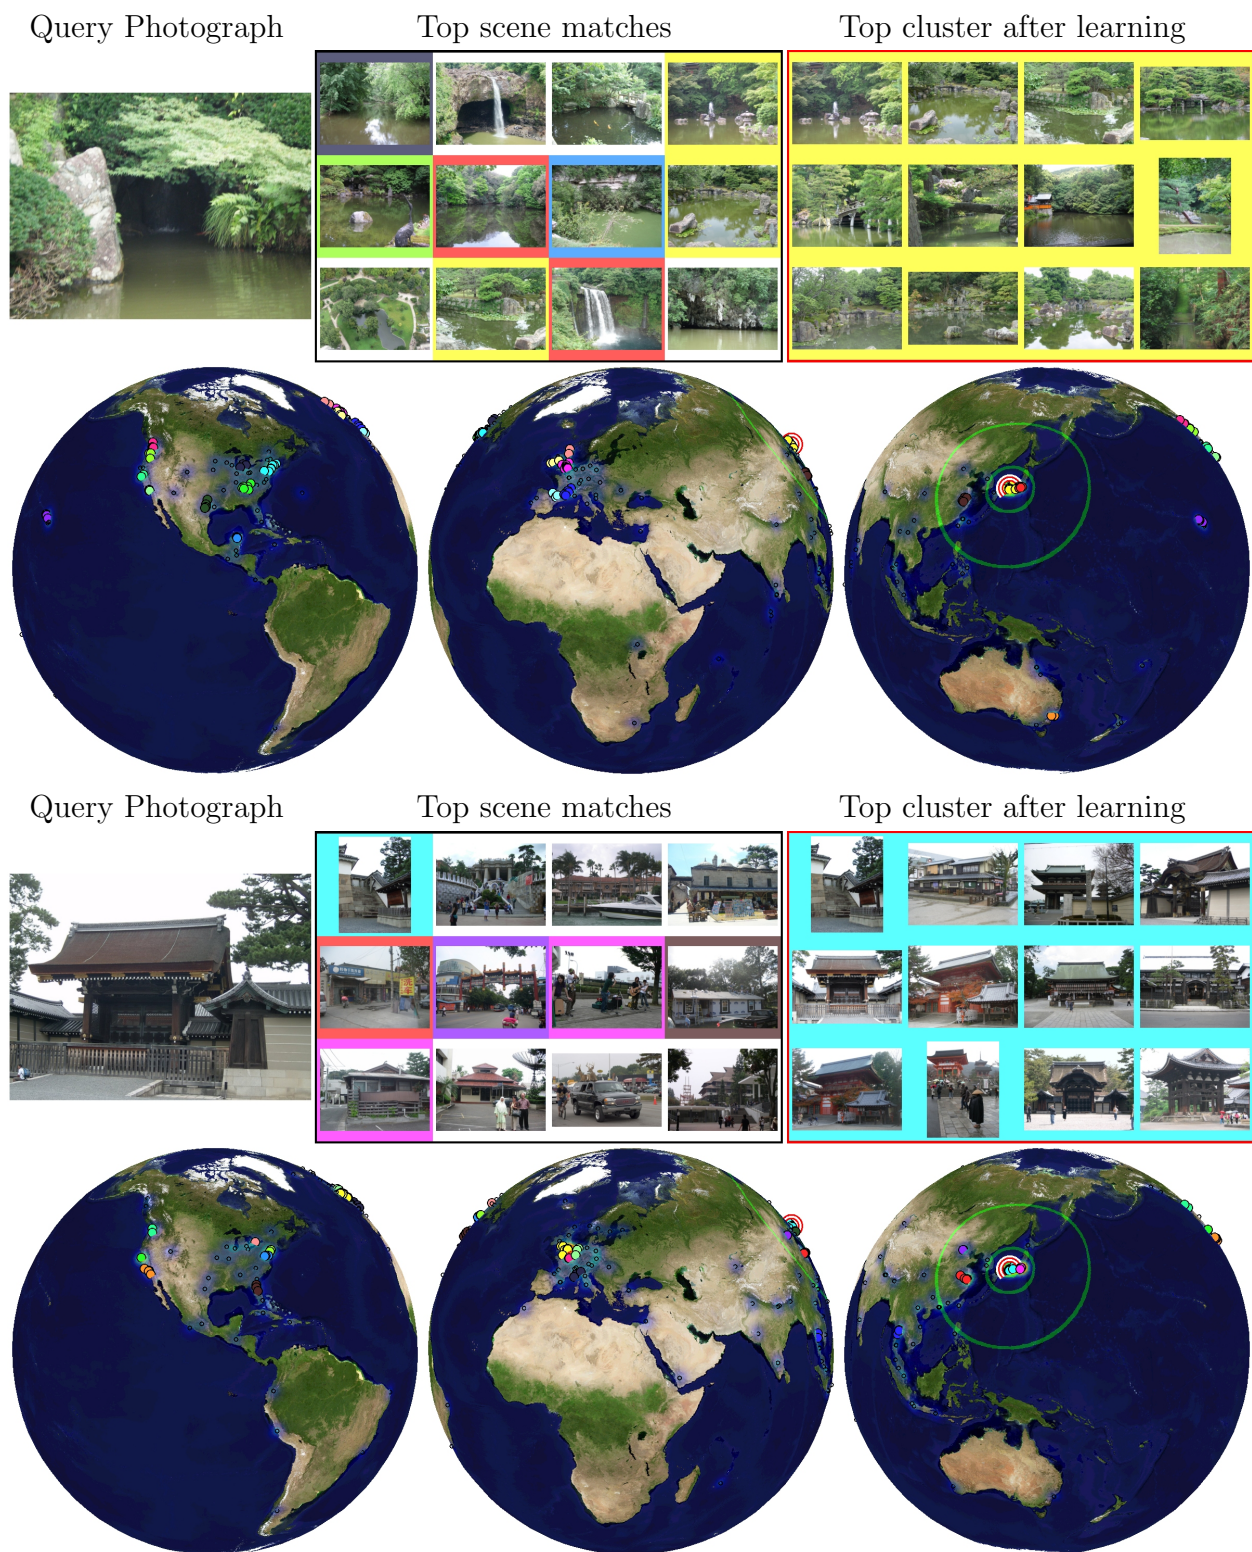 Query Photograph
Top scene matches
Top cluster after learning
Query Photograph
Top scene matches
Top cluster after learning